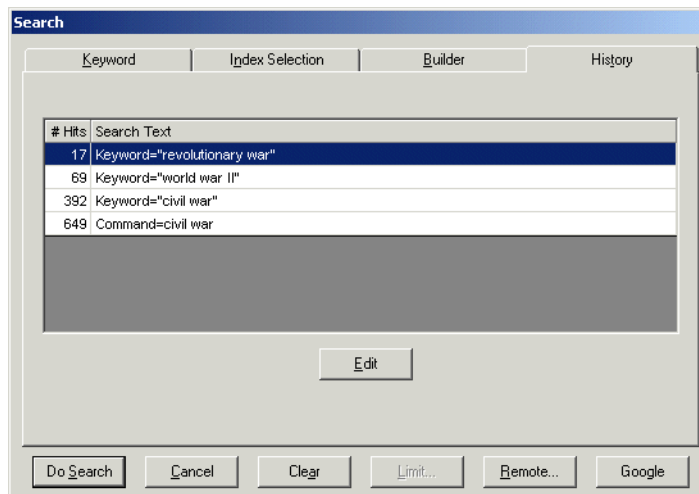 Search
Keyword Index Selection Builder History
# Hits Search Text
17 Keyword="revolutionary war"
69 Keyword="world war II"
392 Keyword="civil war"
649 Command=civil war
Edit
Do Search Cancel Clear Limit... Remote... Google